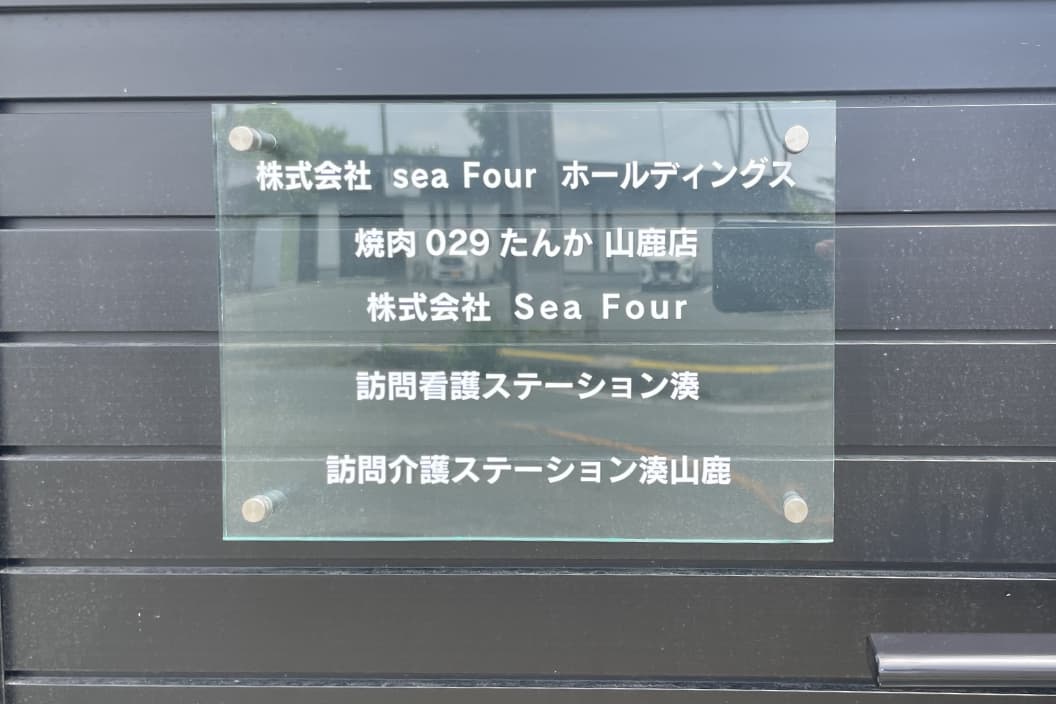 株式会社 sea Four ホールディングス
焼肉 029 たんか 山鹿店
株式会社 Sea Four
訪問看護ステーション湊
訪問介護ステーション湊山鹿